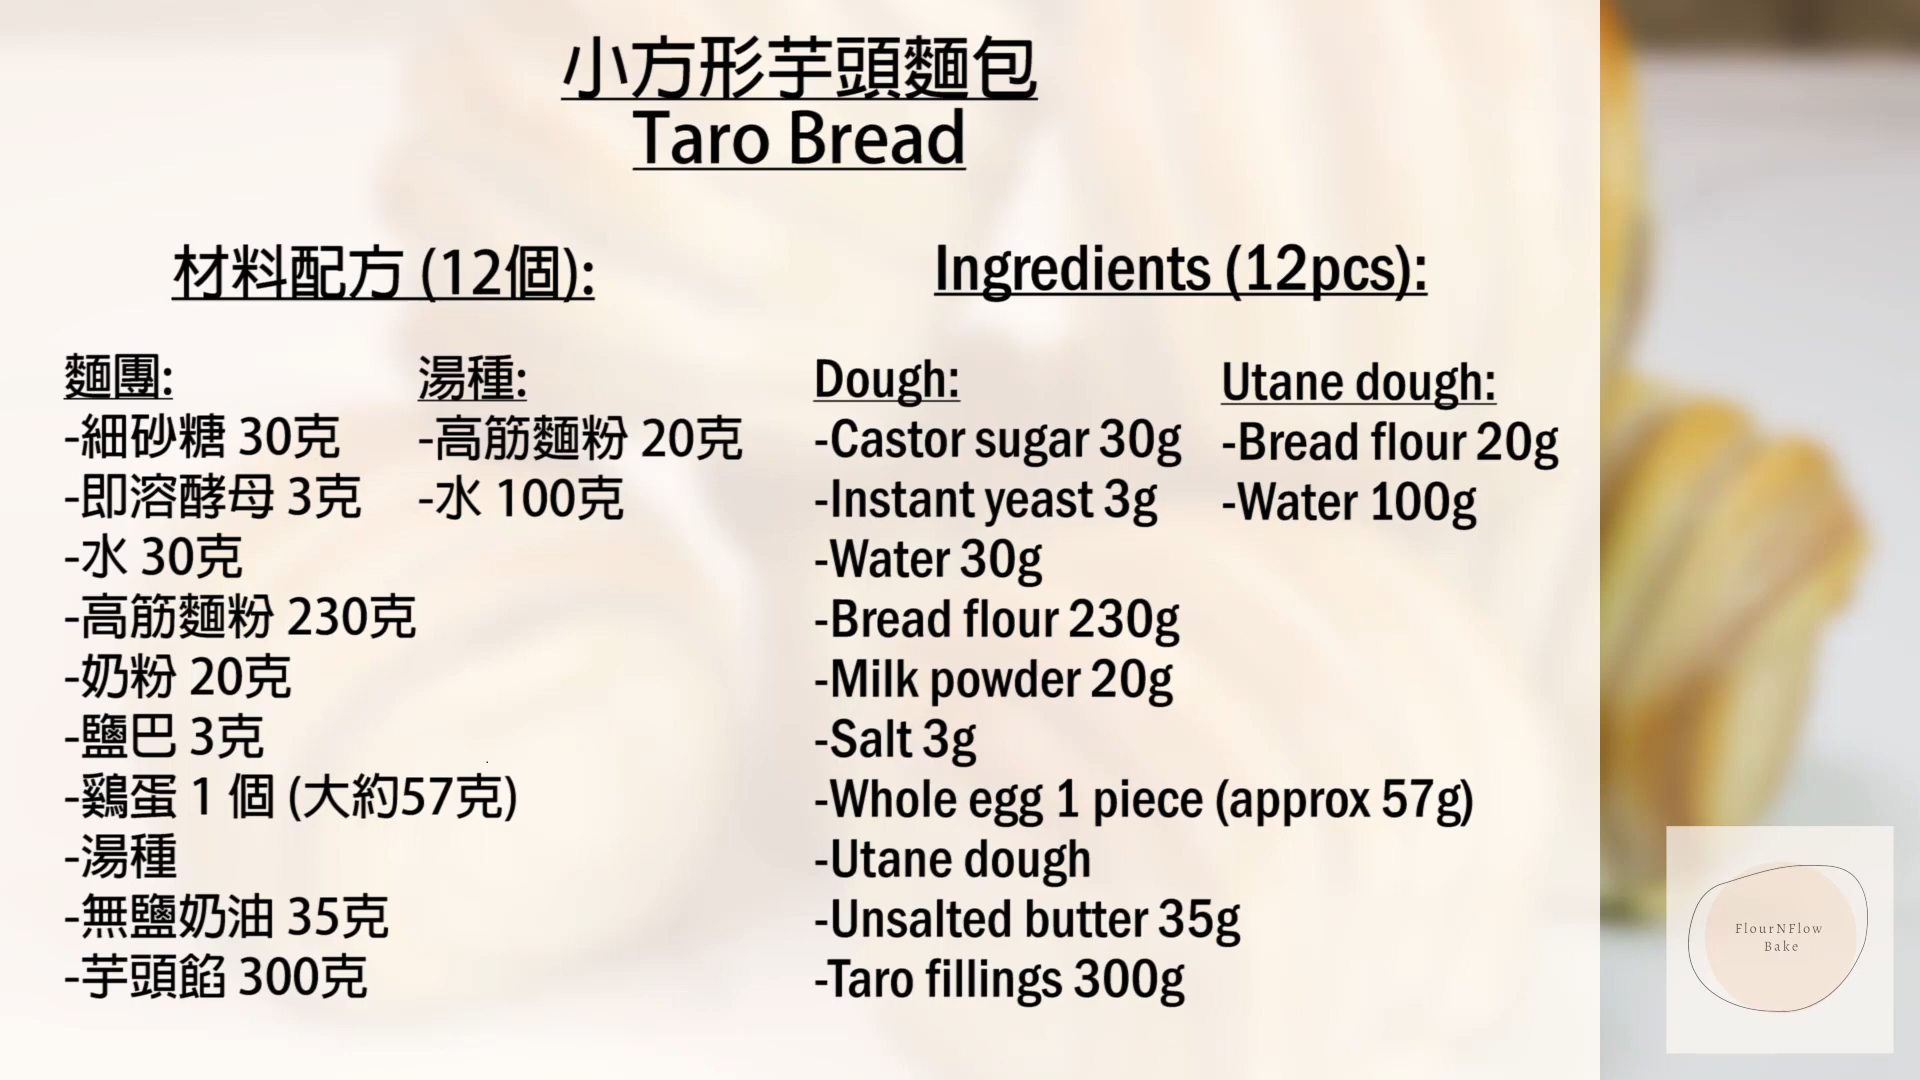 小方形芋頭麵包
Taro Bread
材料配方 (12個):
麵團:
-細砂糖 30克
-即溶酵母 3克
-水 30克
-高筋麵粉 230克
-奶粉 20克
-鹽巴 3克
-鷄蛋 1 個 (大約57克)
-湯種
-無鹽奶油 35克
-芋頭餡 300克
湯種:
-高筋麵粉 20克
-水 100克
Ingredients (12pcs):
Dough:
-Castor sugar 30g
-Instant yeast 3g
-Water 30g
-Bread flour 230g
-Milk powder 20g
-Salt 3g
-Whole egg 1 piece (approx 57g)
-Utane dough
-Unsalted butter 35g
-Taro fillings 300g
Utane dough:
-Bread flour 20g
-Water 100g
FlourNFlow
Bake